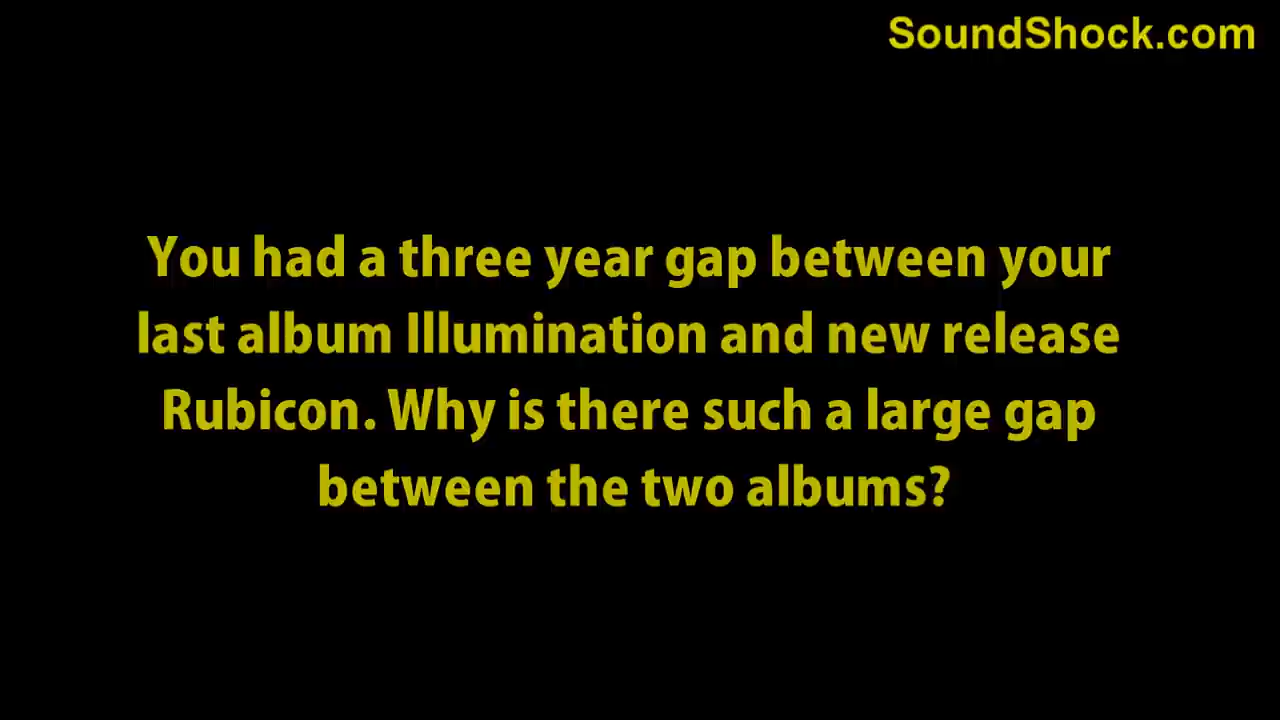 SoundShock.com
You had a three year gap between your
last album Illumination and new release
Rubicon. Why is there such a large gap
between the two albums?